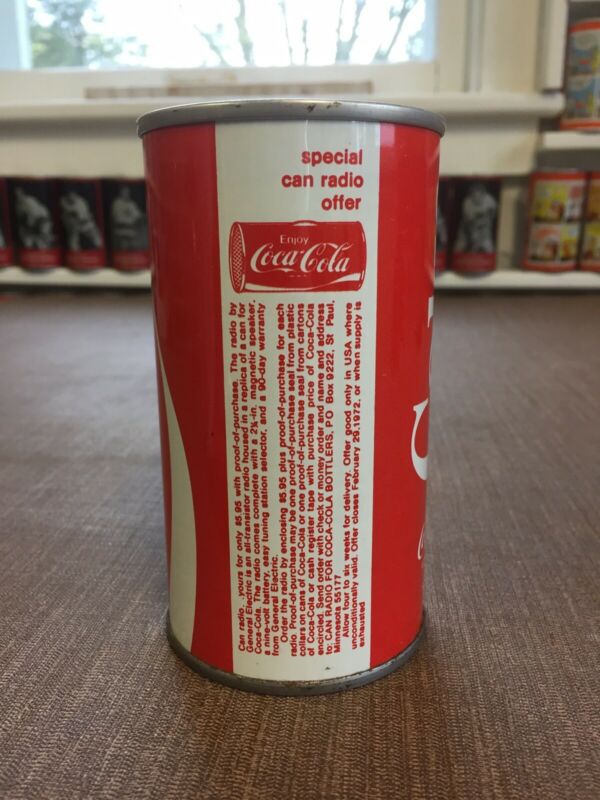 special
can radio
offer
Enjoy
Coca-Cola
Can radio...yours for only $5.95 with proof-of-purchase. The radio by
General Electric is an all-transistor radio housed in a replica of a can for
Coca-Cola. The radio comes complete with a 2¼-in. magnetic speaker,
a nine-volt battery, easy tuning station selector, and a 90-day warranty
from General Electric.
Order the radio by enclosing $5.95 plus proof-of-purchase for each
radio. Proof-of-purchase may be one proof-of-purchase seal from plastic
collars on cans of Coca-Cola or one proof-of-purchase seal from cartons
of Coca-Cola or cash register tape with purchase price of Coca-Cola
encircled. Send order with check or money order and name and address
to: CAN RADIO FOR COCA-COLA BOTTLERS, PO Box 9222, St Paul,
Minnesota 55177
Allow four to six weeks for delivery. Offer good only in USA where
unconditionally valid. Offer closes February 29,1972, or when supply is
exhausted